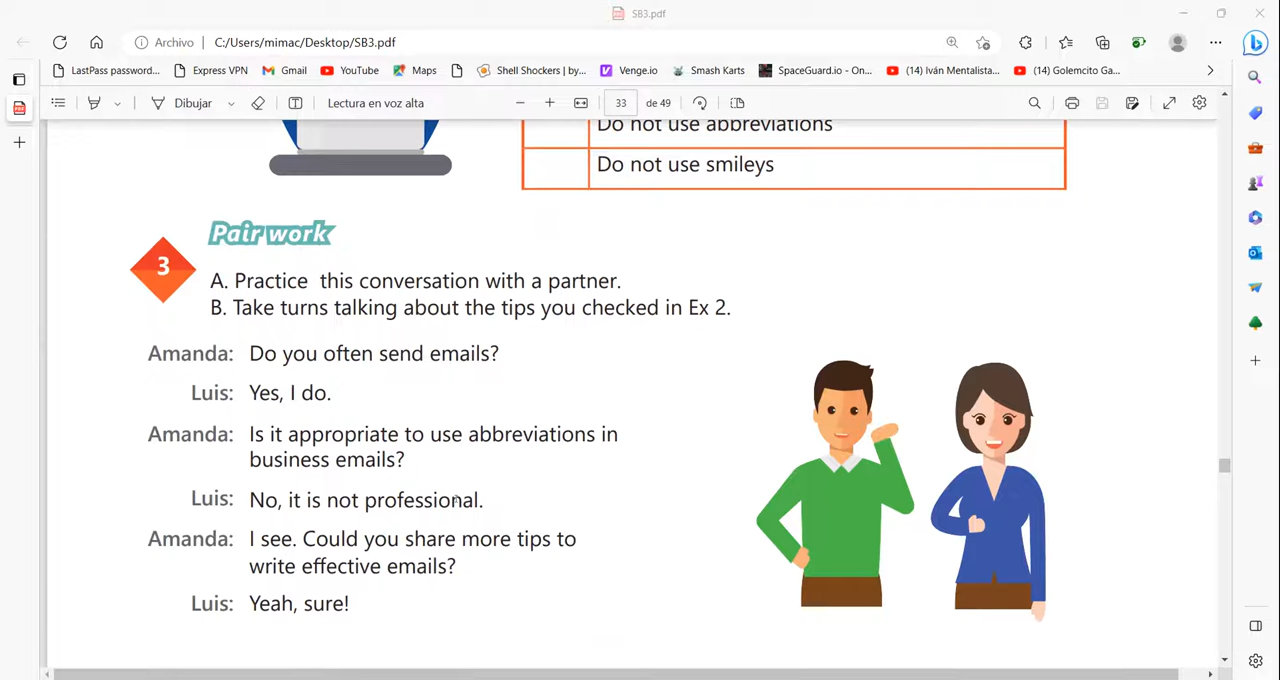 SB3.pdf
Archivo C:/Users/mimac/Desktop/SB3.pdf
LastPass password... Express VPN Gmail YouTube Maps Shell Shockers | by... Venge.io Smash Karts SpaceGuard.io - On... (14) Iván Mentalista... (14) Golemcito Ga...
Dibujar Lectura en voz alta 33 de 49
Do not use abbreviations
Do not use smileys
Pair work
3
A. Practice this conversation with a partner.
B. Take turns talking about the tips you checked in Ex 2.
Amanda: Do you often send emails?
Luis: Yes, I do.
Amanda: Is it appropriate to use abbreviations in
business emails?
Luis: No, it is not professional.
Amanda: I see. Could you share more tips to
write effective emails?
Luis: Yeah, sure!